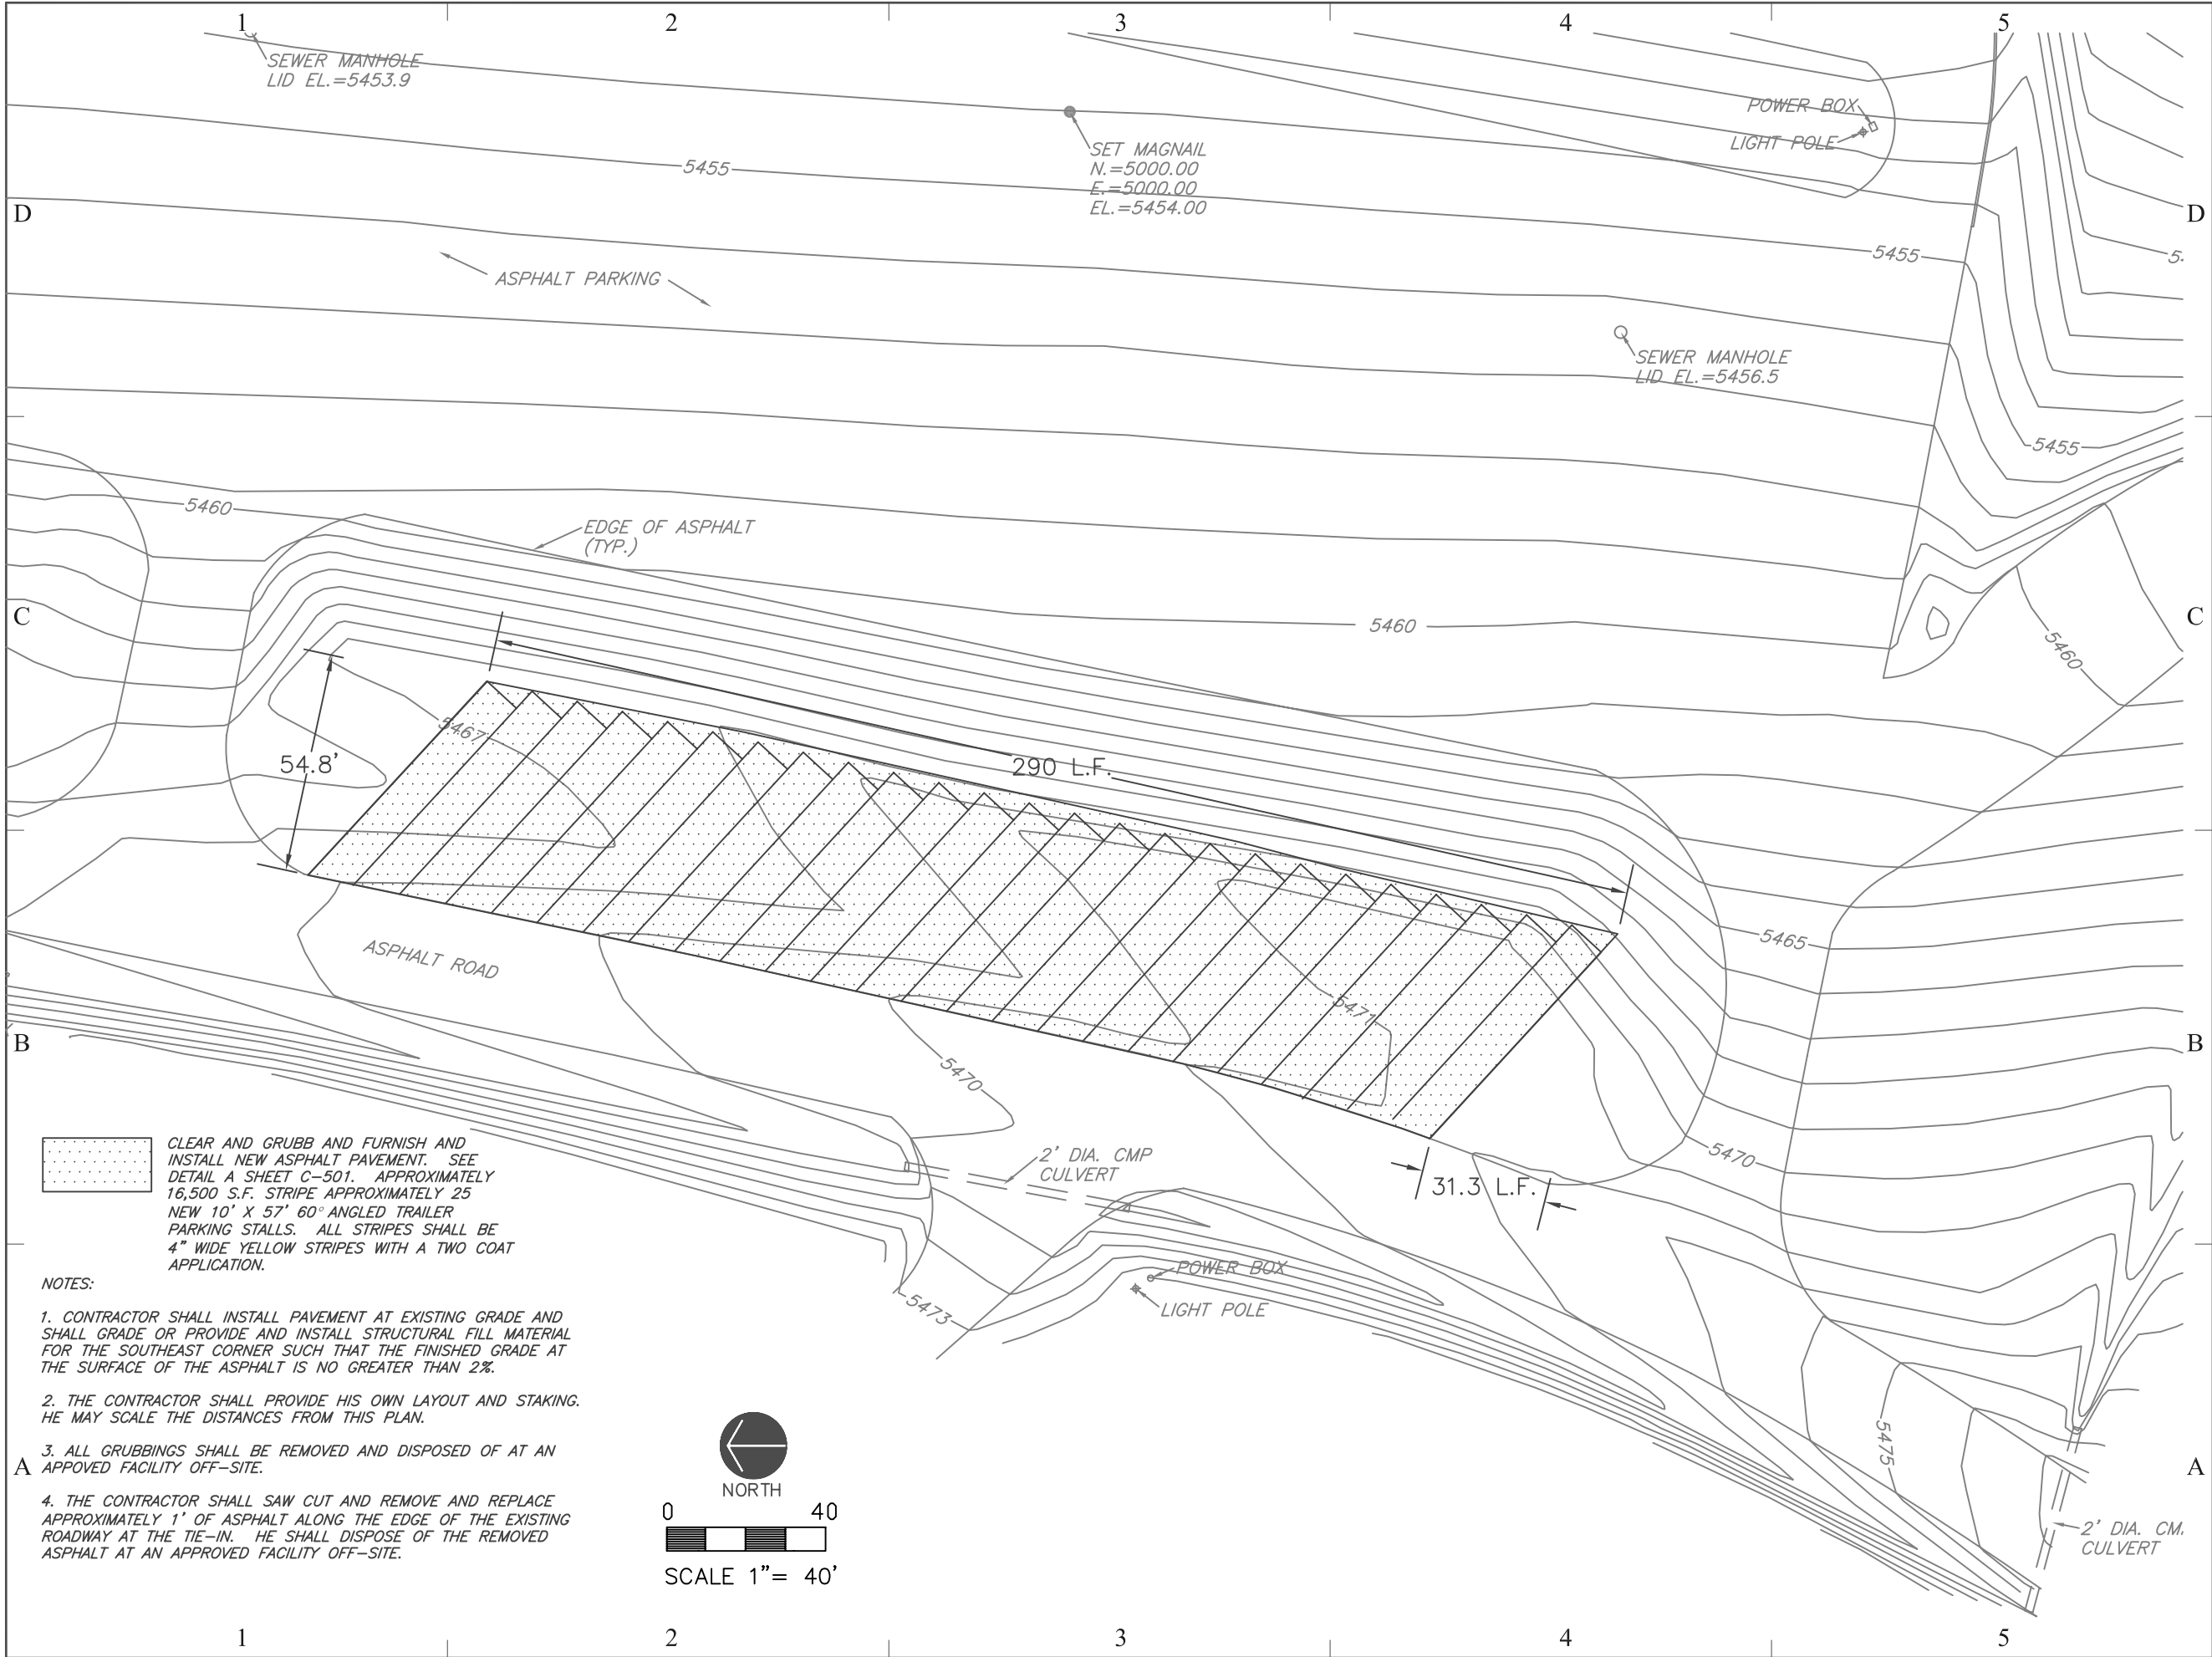 1 2 3 4 5
SEWER MANHOLE
LID EL.=5453.9
SET MAGNAIL
N.=5000.00
E.=5000.00
EL.=5454.00
POWER BOX
LIGHT POLE
5455
D
D
5455
5.
ASPHALT PARKING
SEWER MANHOLE
LID EL.=5456.5
5455
5460
EDGE OF ASPHALT
(TYP.)
C
5460
C
5460
5467
54.8'
290 L.F.
5465
ASPHALT ROAD
5471
B
B
5470
5470
2' DIA. CMP
CULVERT
31.3 L.F.
CLEAR AND GRUBB AND FURNISH AND
INSTALL NEW ASPHALT PAVEMENT. SEE
DETAIL A SHEET C-501. APPROXIMATELY
16,500 S.F. STRIPE APPROXIMATELY 25
NEW 10' X 57' 60° ANGLED TRAILER
PARKING STALLS. ALL STRIPES SHALL BE
4" WIDE YELLOW STRIPES WITH A TWO COAT
APPLICATION.
POWER BOX
LIGHT POLE
5473
NOTES:
1. CONTRACTOR SHALL INSTALL PAVEMENT AT EXISTING GRADE AND
SHALL GRADE OR PROVIDE AND INSTALL STRUCTURAL FILL MATERIAL
FOR THE SOUTHEAST CORNER SUCH THAT THE FINISHED GRADE AT
THE SURFACE OF THE ASPHALT IS NO GREATER THAN 2%.
2. THE CONTRACTOR SHALL PROVIDE HIS OWN LAYOUT AND STAKING.
HE MAY SCALE THE DISTANCES FROM THIS PLAN.
3. ALL GRUBBINGS SHALL BE REMOVED AND DISPOSED OF AT AN
APPOVED FACILITY OFF-SITE.
4. THE CONTRACTOR SHALL SAW CUT AND REMOVE AND REPLACE
APPROXIMATELY 1' OF ASPHALT ALONG THE EDGE OF THE EXISTING
ROADWAY AT THE TIE-IN. HE SHALL DISPOSE OF THE REMOVED
ASPHALT AT AN APPROVED FACILITY OFF-SITE.
A
A
5475
NORTH
0 40
SCALE 1"= 40'
2' DIA. CM.
CULVERT
1 2 3 4 5